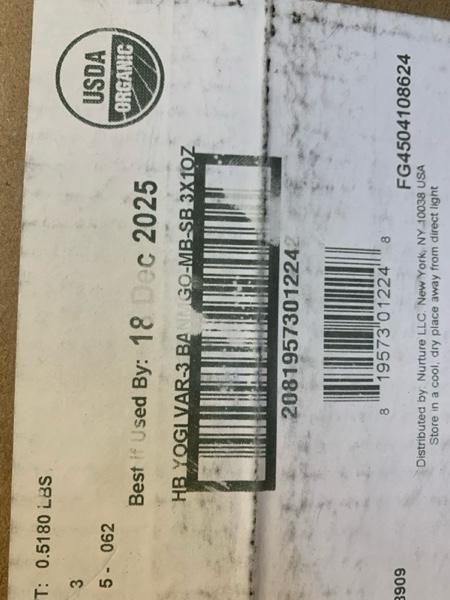 USDA
ORGANIC
FG4504108624
Best If Used By: 18 Dec 2025
HB YOGI VAR-3 BANANGO-MB-SB 3X1OZ
20819573012242
8 19573 01224 8
Distributed by: Nurture LLC. New York, NY 10038 USA
Store in a cool, dry place away from direct light
T: 0.5180 LBS
3
5 - 062
3909